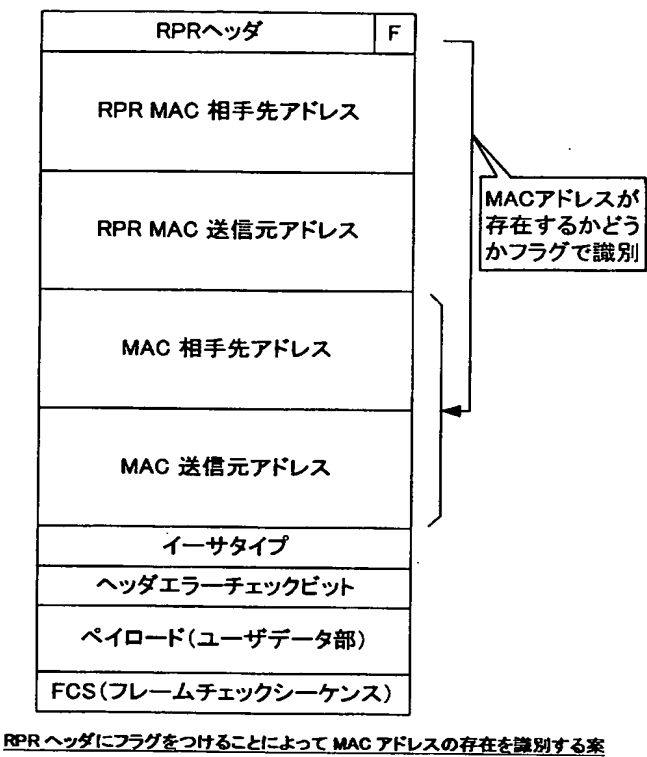 RPRヘッダ F
RPR MAC 相手先アドレス
RPR MAC 送信元アドレス
MACアドレスが
存在するかどう
かフラグで識別
MAC 相手先アドレス
MAC 送信元アドレス
イーサタイプ
ヘッダエラーチェックビット
ペイロード(ユーザデータ部)
FCS(フレームチェックシーケンス)
RPR ヘッダにフラグをつけることによって MAC アドレスの存在を識別する案